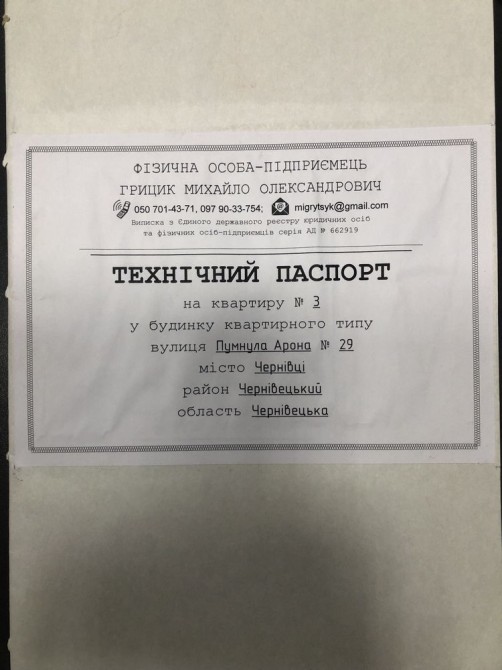 ФІЗИЧНА ОСОБА-ПІДПРИЄМЕЦЬ
ГРИЦИК МИХАЙЛО ОЛЕКСАНДРОВИЧ
050 701-43-71, 097 90-33-754; migrytsyk@gmail.com
Виписка з Єдиного державного реєстру юридичних осіб
та фізичних осіб-підприємців серія АД № 662919
ТЕХНІЧНИЙ ПАСПОРТ
на квартиру № 3
у будинку квартирного типу
вулиця Пумнула Арона № 29
місто Чернівці
район Чернівецький
область Чернівецька